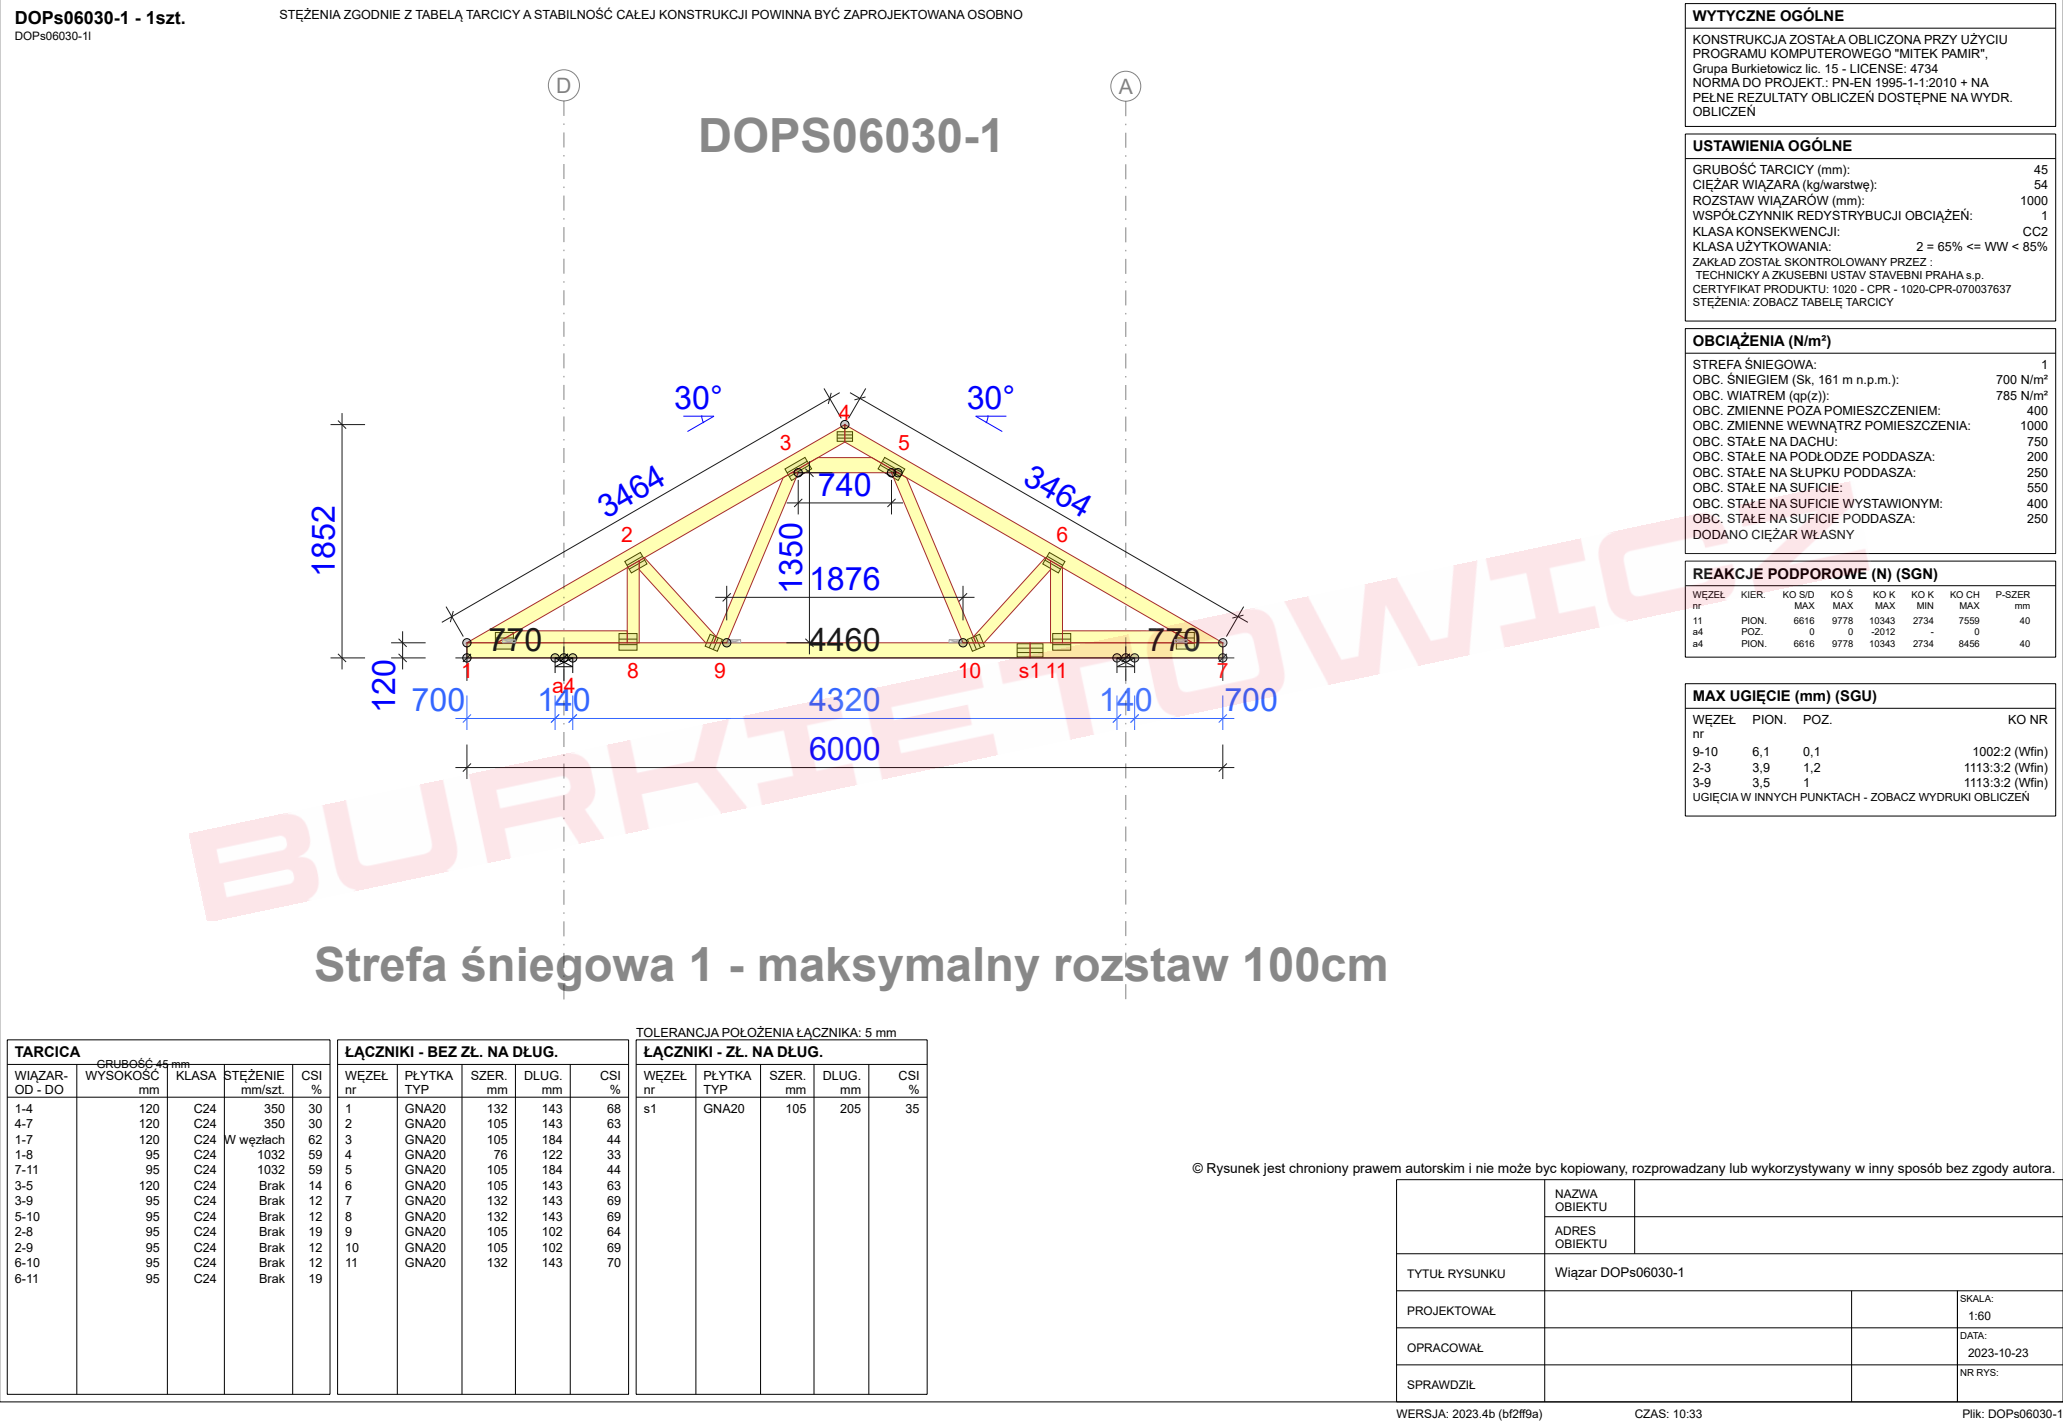 DOPs06030-1 - 1szt.
DOPs06030-1l
STĘŻENIA ZGODNIE Z TABELĄ TARCICY A STABILNOŚĆ CAŁEJ KONSTRUKCJI POWINNA BYĆ ZAPROJEKTOWANA OSOBNO
D
A
DOPS06030-1
30°
30°
4
3
5
3464
3464
740
1852
2
6
1350
1876
770
4460
770
120
1
a4
8
9
10
s1
11
7
700
140
4320
140
700
6000
BURKIETOWICZ
Strefa śniegowa 1 - maksymalny rozstaw 100cm
WYTYCZNE OGÓLNE
KONSTRUKCJA ZOSTAŁA OBLICZONA PRZY UŻYCIU
PROGRAMU KOMPUTEROWEGO "MITEK PAMIR",
Grupa Burkietowicz lic. 15 - LICENSE: 4734
NORMA DO PROJEKT.: PN-EN 1995-1-1:2010 + NA
PEŁNE REZULTATY OBLICZEŃ DOSTĘPNE NA WYDR.
OBLICZEŃ
USTAWIENIA OGÓLNE
GRUBOŚĆ TARCICY (mm): 45
CIĘŻAR WIĄZARA (kg/warstwę): 54
ROZSTAW WIĄZARÓW (mm): 1000
WSPÓŁCZYNNIK REDYSTRYBUCJI OBCIĄŻEŃ: 1
KLASA KONSEKWENCJI: CC2
KLASA UŻYTKOWANIA: 2 = 65% <= WW < 85%
ZAKŁAD ZOSTAŁ SKONTROLOWANY PRZEZ :
TECHNICKY A ZKUSEBNI USTAV STAVEBNI PRAHA s.p.
CERTYFIKAT PRODUKTU: 1020 - CPR - 1020-CPR-070037637
STĘŻENIA: ZOBACZ TABELĘ TARCICY
OBCIĄŻENIA (N/m²)
STREFA ŚNIEGOWA: 1
OBC. ŚNIEGIEM (Sk, 161 m n.p.m.): 700 N/m²
OBC. WIATREM (qp(z)): 785 N/m²
OBC. ZMIENNE POZA POMIESZCZENIEM: 400
OBC. ZMIENNE WEWNĄTRZ POMIESZCZENIA: 1000
OBC. STAŁE NA DACHU: 750
OBC. STAŁE NA PODŁODZE PODDASZA: 200
OBC. STAŁE NA SŁUPKU PODDASZA: 250
OBC. STAŁE NA SUFICIE: 550
OBC. STAŁE NA SUFICIE WYSTAWIONYM: 400
OBC. STAŁE NA SUFICIE PODDASZA: 250
DODANO CIĘŻAR WŁASNY
REAKCJE PODPOROWE (N) (SGN)
WĘZEŁ KIER. KO S/D KO Ś KO K KO K KO CH P-SZER
nr MAX MAX MAX MIN MAX mm
11 PION. 6616 9778 10343 2734 7559 40
a4 POZ. 0 0 -2012 - 0
a4 PION. 6616 9778 10343 2734 8456 40
MAX UGIĘCIE (mm) (SGU)
WĘZEŁ PION. POZ. KO NR
nr
9-10 6,1 0,1 1002:2 (Wfin)
2-3 3,9 1,2 1113:3:2 (Wfin)
3-9 3,5 1 1113:3:2 (Wfin)
UGIĘCIA W INNYCH PUNKTACH - ZOBACZ WYDRUKI OBLICZEŃ
TARCICA
GRUBOŚĆ 45 mm
WIĄZAR- WYSOKOŚĆ KLASA STĘŻENIE CSI
OD - DO mm mm/szt. %
1-4 120 C24 350 30
4-7 120 C24 350 30
1-7 120 C24 W węzłach 62
1-8 95 C24 1032 59
7-11 95 C24 1032 59
3-5 120 C24 Brak 14
3-9 95 C24 Brak 12
5-10 95 C24 Brak 12
2-8 95 C24 Brak 19
2-9 95 C24 Brak 12
6-10 95 C24 Brak 12
6-11 95 C24 Brak 19
ŁĄCZNIKI - BEZ ZŁ. NA DŁUG.
WĘZEŁ PŁYTKA SZER. DLUG. CSI
nr TYP mm mm %
1 GNA20 132 143 68
2 GNA20 105 143 63
3 GNA20 105 184 44
4 GNA20 76 122 33
5 GNA20 105 184 44
6 GNA20 105 143 63
7 GNA20 132 143 69
8 GNA20 132 143 69
9 GNA20 105 102 64
10 GNA20 105 102 69
11 GNA20 132 143 70
TOLERANCJA POŁOŻENIA ŁĄCZNIKA: 5 mm
ŁĄCZNIKI - ZŁ. NA DŁUG.
WĘZEŁ PŁYTKA SZER. DLUG. CSI
nr TYP mm mm %
s1 GNA20 105 205 35
© Rysunek jest chroniony prawem autorskim i nie może byc kopiowany, rozprowadzany lub wykorzystywany w inny sposób bez zgody autora.
NAZWA
OBIEKTU
ADRES
OBIEKTU
TYTUŁ RYSUNKU Wiązar DOPs06030-1
PROJEKTOWAŁ
SKALA:
1:60
OPRACOWAŁ
DATA:
2023-10-23
SPRAWDZIŁ
NR RYS:
WERSJA: 2023.4b (bf2ff9a) CZAS: 10:33 Plik: DOPs06030-1